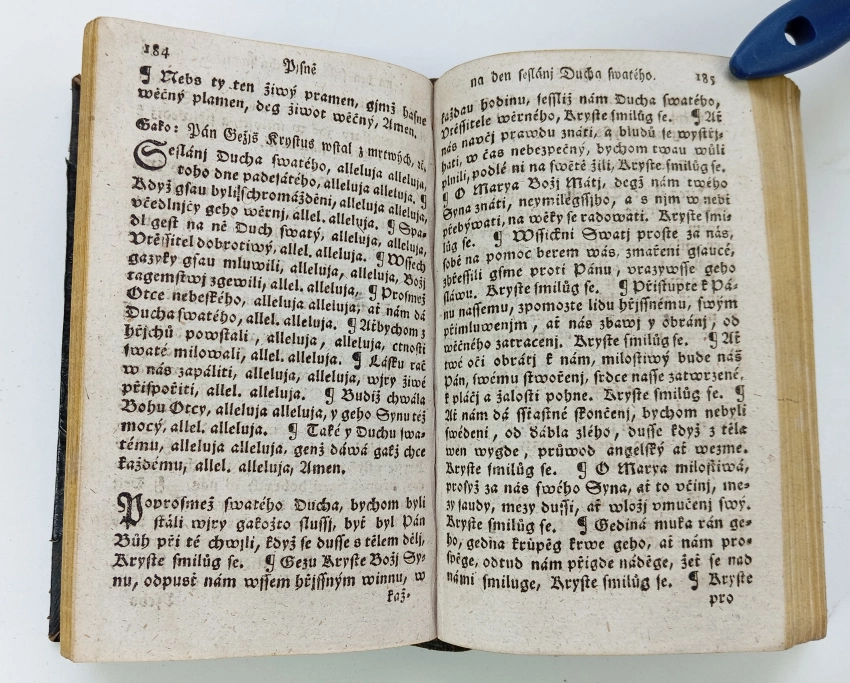 184
Pjsně
¶ Nebs ty ten žiwý pramen, gjmž hasne
wěčný plamen, deg žiwot wěčný, Amen.
Gako: Pán Gežis Krystus wstal z mrtwých, ꝛc.
Seslánj Ducha swatého, alleluja alleluja,
toho dne padesátého, alleluja alleluja. ¶
Když gsau byli schromážděni, alleluja alleluja,
včedlnjcy geho wěrnj, allel. alleluja. ¶ Spa-
dl gest na ně Duch swatý, alleluja, alleluja,
Vtěssitel dobrotiwý, allel. alleluja. ¶ Wssech
gazyky gsau mluwili, alleluja, alleluja, Božj
tagemstwj zgewili, allel. alleluja, ¶ Prosmež
Otce nebeského, alleluja alleluja, ať nám dá
Ducha swatého, allel. alleluja. ¶ Ať bychom z
hřjchů powstali, alleluja, alleluja, ctnosti
swaté milowali, allel. alleluja. ¶ Lásku rač
w nás zapáliti, alleluja, alleluja, wjry žiwé
přispořiti, allel. alleluja. ¶ Budiž chwála
Bohu Otcy, alleluja alleluja, y geho Synu též
mocý, allel. alleluja. ¶ Také y Duchu swa-
tému, alleluja alleluja, genž dáwá gakž chce
každému, allel. alleluja, Amen.
Poprosmež swatého Ducha, bychom byli
stáli wjry gakožto slussj, byť byl Pán
Bůh při té chwjli, když se dusse s tělem dělj,
Kryste smilůg se. ¶ Gezu Kryste Božj Sy-
nu, odpusť nám wssem hřjssným winnu, w
kaž-
na den seslánj Ducha swatého.
185
každau hodinu, sessliž nám Ducha swatého,
Vtěssitele wěrného, Kryste smilůg se. ¶ Ať
nás navčj prawdu znáti, a bludů se wystřj-
hati, w čas nebezpečný, bychom twau wůli
plnili, podlé nj na swětě žili, Kryste smilůg se.
¶ O Marya Božj Mátj, degž nám twého
Syna znáti, neymilegssjho, a s njm w nebi
přebýwati, na wěky se radowati. Kryste smi-
lůg se. ¶ Wssickni Swatj proste za nás,
sobě na pomoc berem wás, zmařeni gsaucé,
zhřessili gsme proti Pánu, vrazywsse geho
sláwu. Kryste smilůg se. ¶ Přistupte k Pá-
nu nassemu, zpomozte lidu hřjssnému, swým
přimluwenjm, ať nás zbawj y obránj, od
wěčného zatracenj. Kryste smilůg se. ¶ Ať
swé oči obrátj k nám, milostiwý bude náš
Pán, swému stwořenj, srdce nasse zatwrzené,
k pláči a žalosti pohne. Kryste smilůg se. ¶
Ať nám dá ssťastné skončenj, bychom nebyli
swedeni, od ďábla zlého, dusse když z těla
wen wygde, průwod angelský ať wezme.
Kryste smilůg se. ¶ O Marya milostiwá,
prosyž za nás swého Syna, ať to včinj, me-
zy saudy, mezy dussj, ať wložj vmučenj swý.
Kryste smilůg se. ¶ Gediná muka rán ge-
ho, gedna krůpěg krwe geho, ať nám pro-
spěge, odtud nám přigde náděge, žeť se nad
námi smiluge, Kryste smilůg se. ¶ Kryste
pro